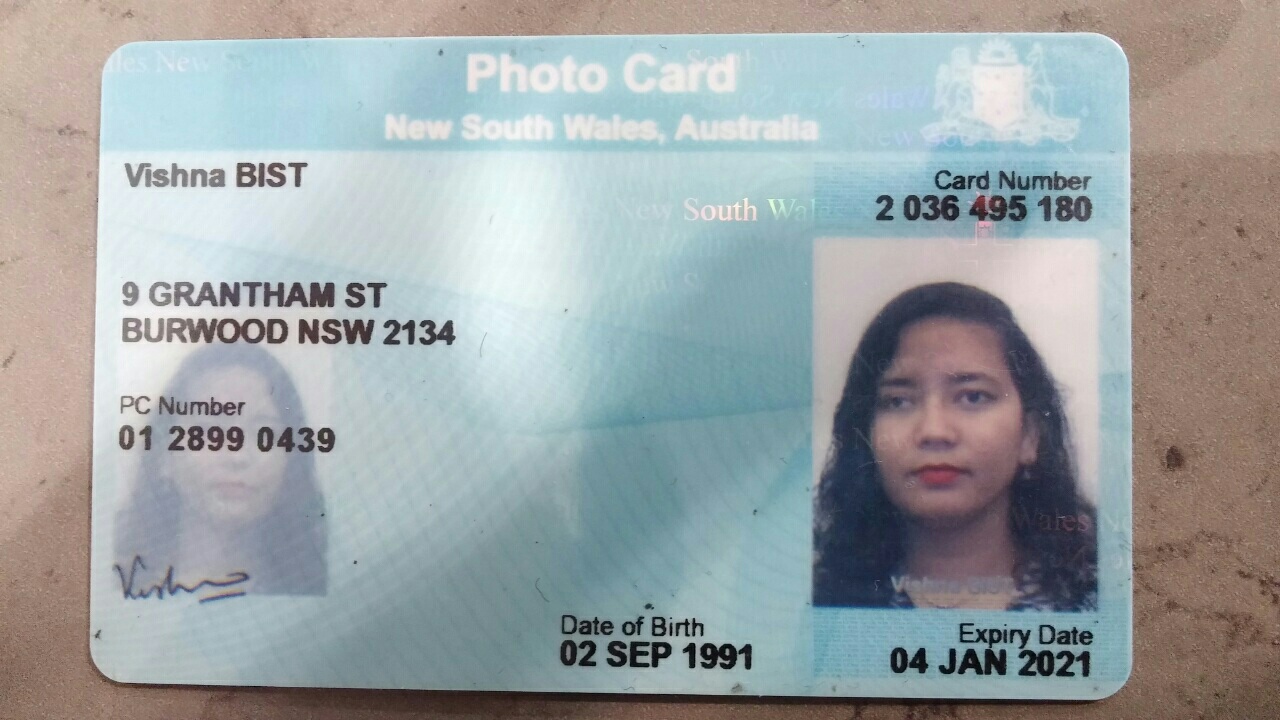 Photo Card
New South Wales, Australia
Vishna BIST
Card Number
2 036 495 180
New South Wal
9 GRANTHAM ST
BURWOOD NSW 2134
PC Number
01 2899 0439
Wales
Vishna BIST
Date of Birth
02 SEP 1991
Expiry Date
04 JAN 2021